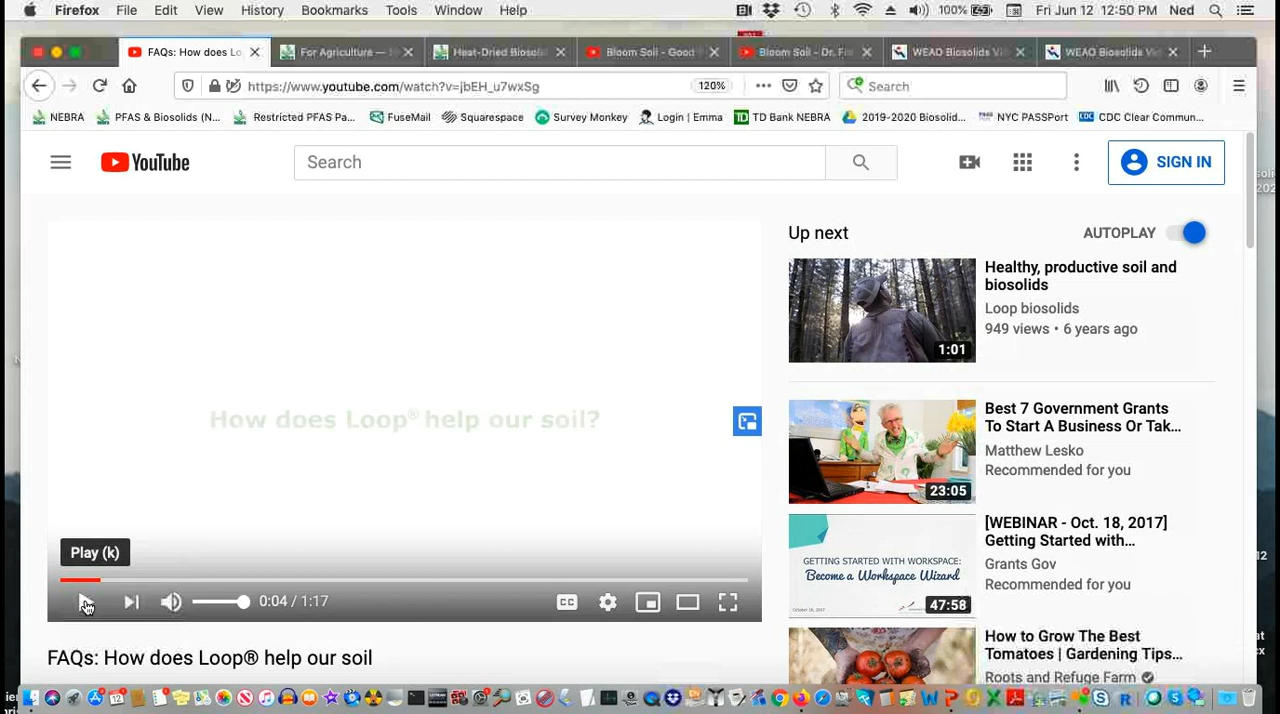 Firefox File Edit View History Bookmarks Tools Window Help 100% Fri Jun 12 12:50 PM Ned
FAQs: How does Lo For Agriculture — Heat-Dried Biosol Bloom Soil - Good Bloom Soil - Dr. Fi WEAO Biosolids Vi WEAO Biosolids Vi
https://www.youtube.com/watch?v=jbEH_u7wxSg 120% Search
NEBRA PFAS & Biosolids (N... Restricted PFAS Pa... FuseMail Squarespace Survey Monkey Login | Emma TD Bank NEBRA 2019-2020 Biosolid... NYC PASSPort CDC Clear Commun...
YouTube Search SIGN IN
Up next AUTOPLAY
Healthy, productive soil and
biosolids
Loop biosolids
949 views • 6 years ago
1:01
How does Loop® help our soil?
Best 7 Government Grants
To Start A Business Or Tak...
Matthew Lesko
Recommended for you
23:05
[WEBINAR - Oct. 18, 2017]
Getting Started with...
Grants Gov
Recommended for you
GETTING STARTED WITH WORKSPACE:
Become a Workspace Wizard
47:58
Play (k)
0:04 / 1:17 CC
How to Grow The Best
Tomatoes | Gardening Tips...
Roots and Refuge Farm
FAQs: How does Loop® help our soil